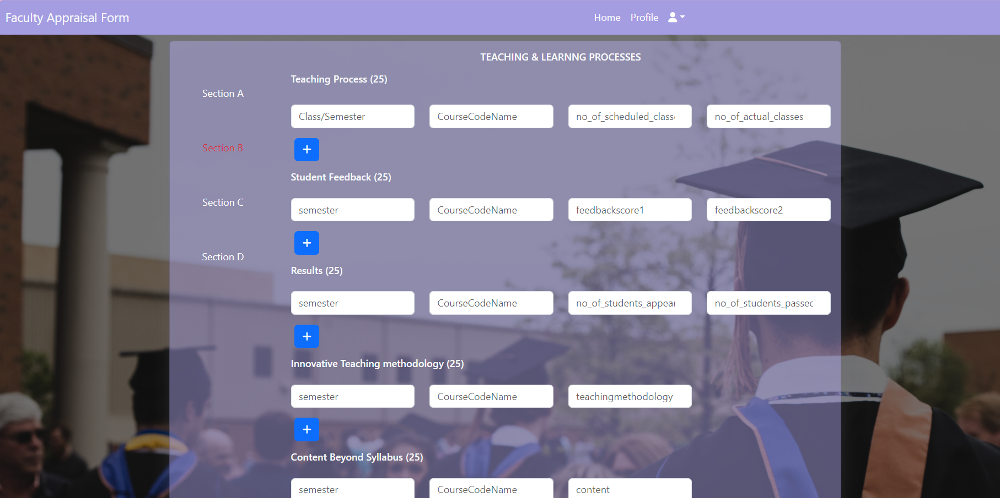 Faculty Appraisal Form
Home Profile
TEACHING & LEARNNG PROCESSES
Section A
Section B
Section C
Section D
Teaching Process (25)
Class/Semester CourseCodeName no_of_scheduled_classe no_of_actual_classes
+
Student Feedback (25)
semester CourseCodeName feedbackscore1 feedbackscore2
+
Results (25)
semester CourseCodeName no_of_students_appear no_of_students_passed
+
Innovative Teaching methodology (25)
semester CourseCodeName teachingmethodology
+
Content Beyond Syllabus (25)
semester CourseCodeName content